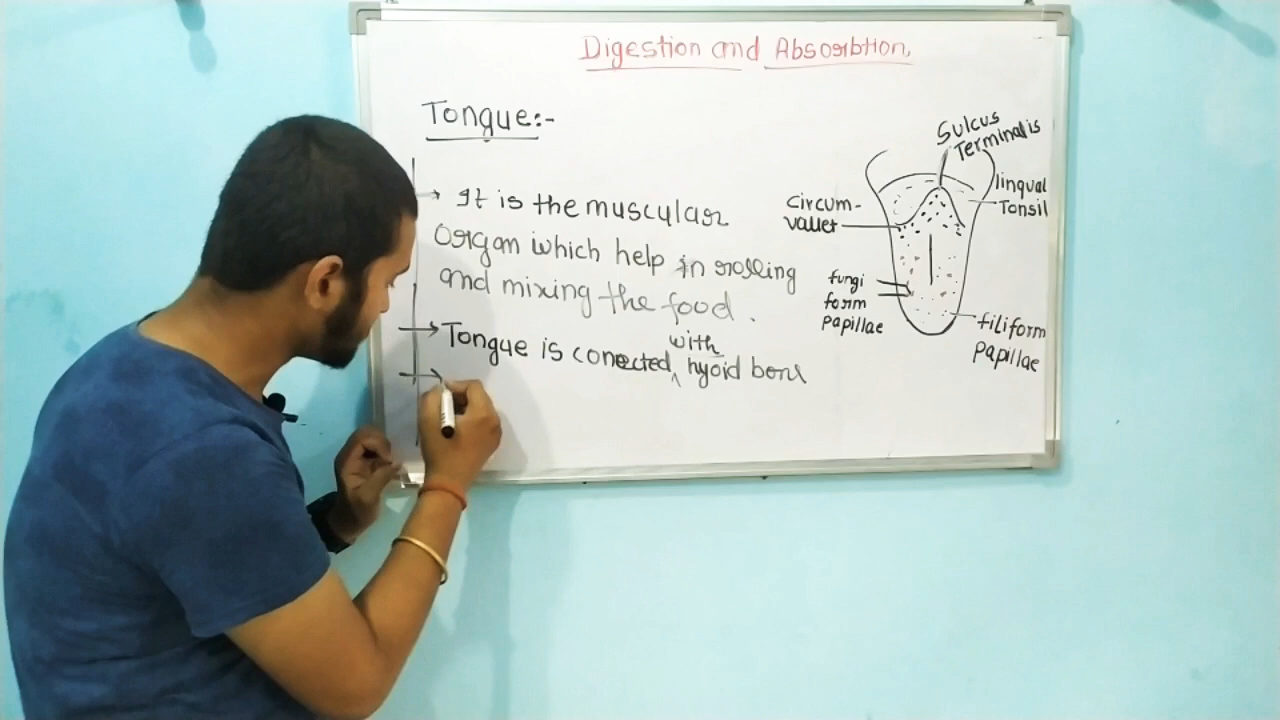 Digestion and Absorbtion.
Tongue:-
→ It is the muscular
organ which help in rolling
and mixing the food.
→ Tongue is conected with hyoid bone
→
Sulcus
Terminalis
lingual
Tonsil
Circum-
vallet
fungi
form
papillae
filiform
papillae